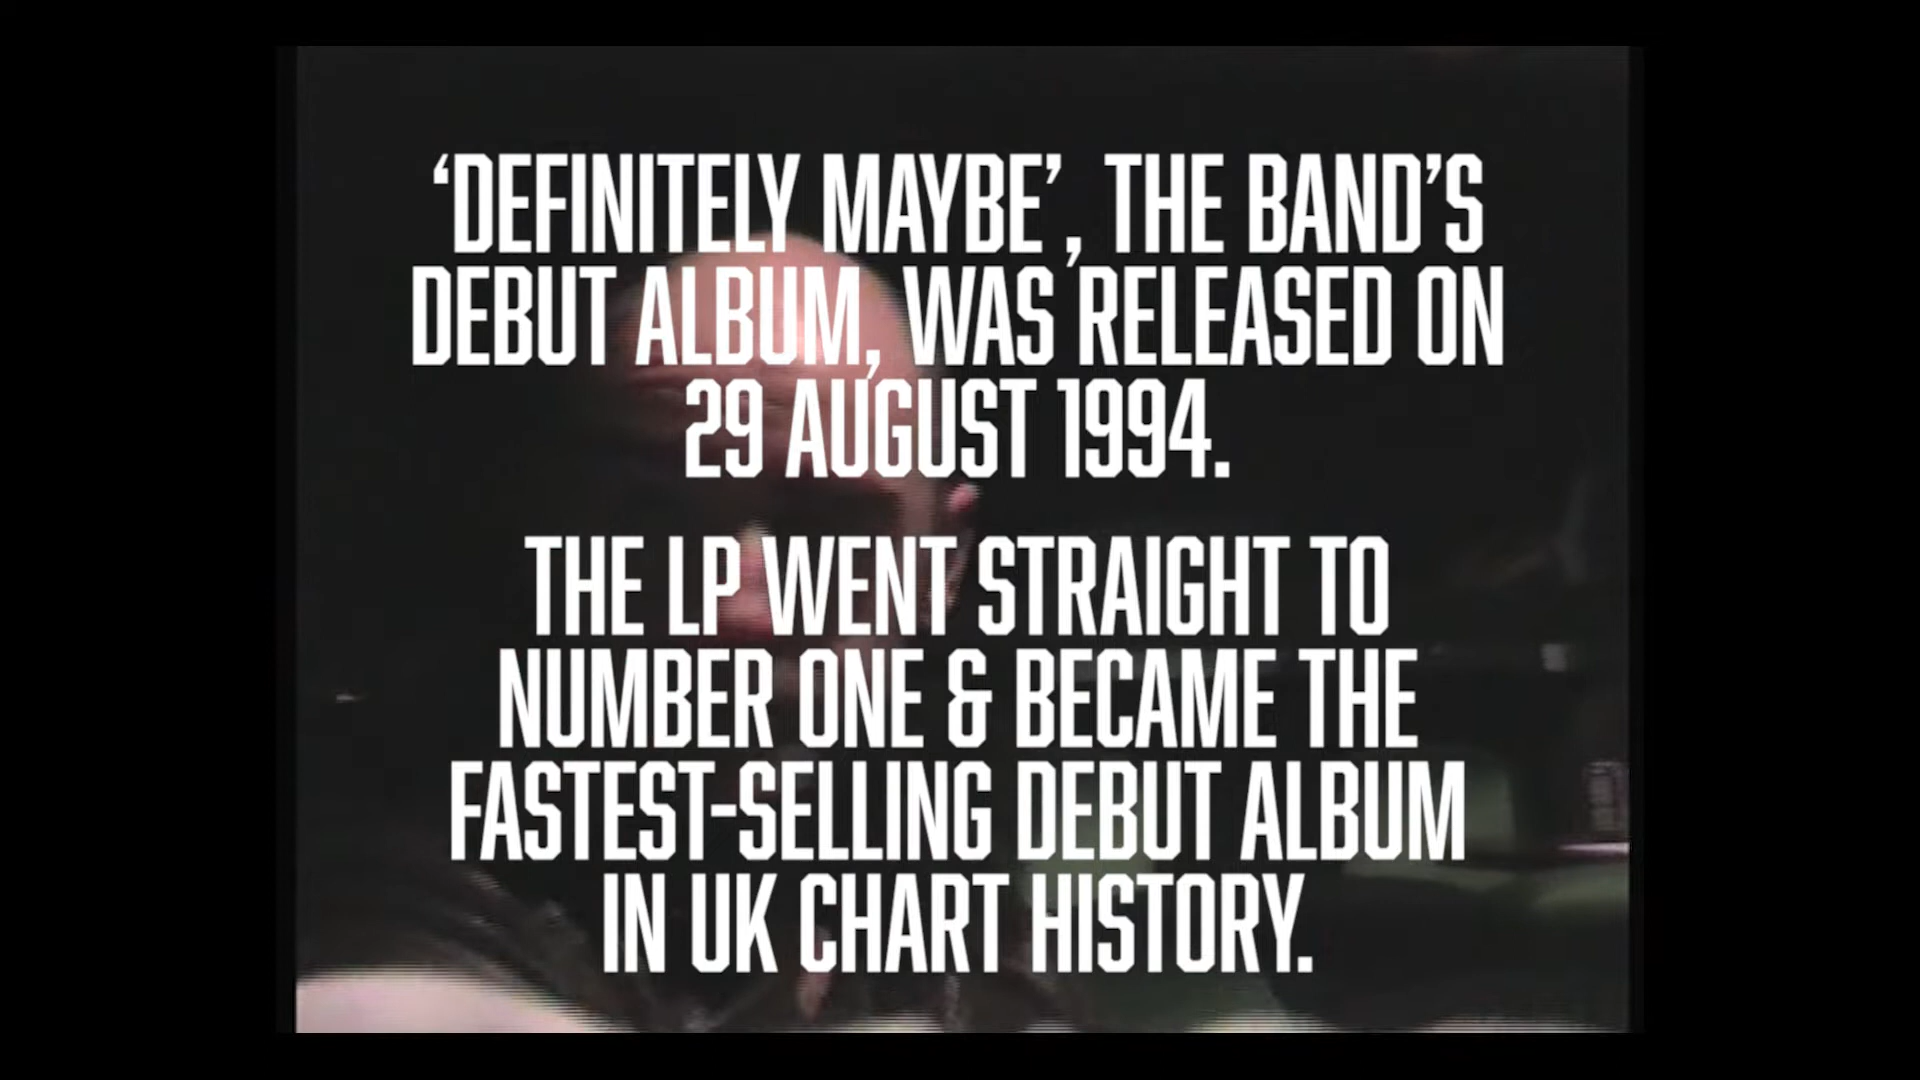 ‘DEFINITELY MAYBE’, THE BAND’S
DEBUT ALBUM, WAS RELEASED ON
29 AUGUST 1994.
THE LP WENT STRAIGHT TO
NUMBER ONE & BECAME THE
FASTEST-SELLING DEBUT ALBUM
IN UK CHART HISTORY.